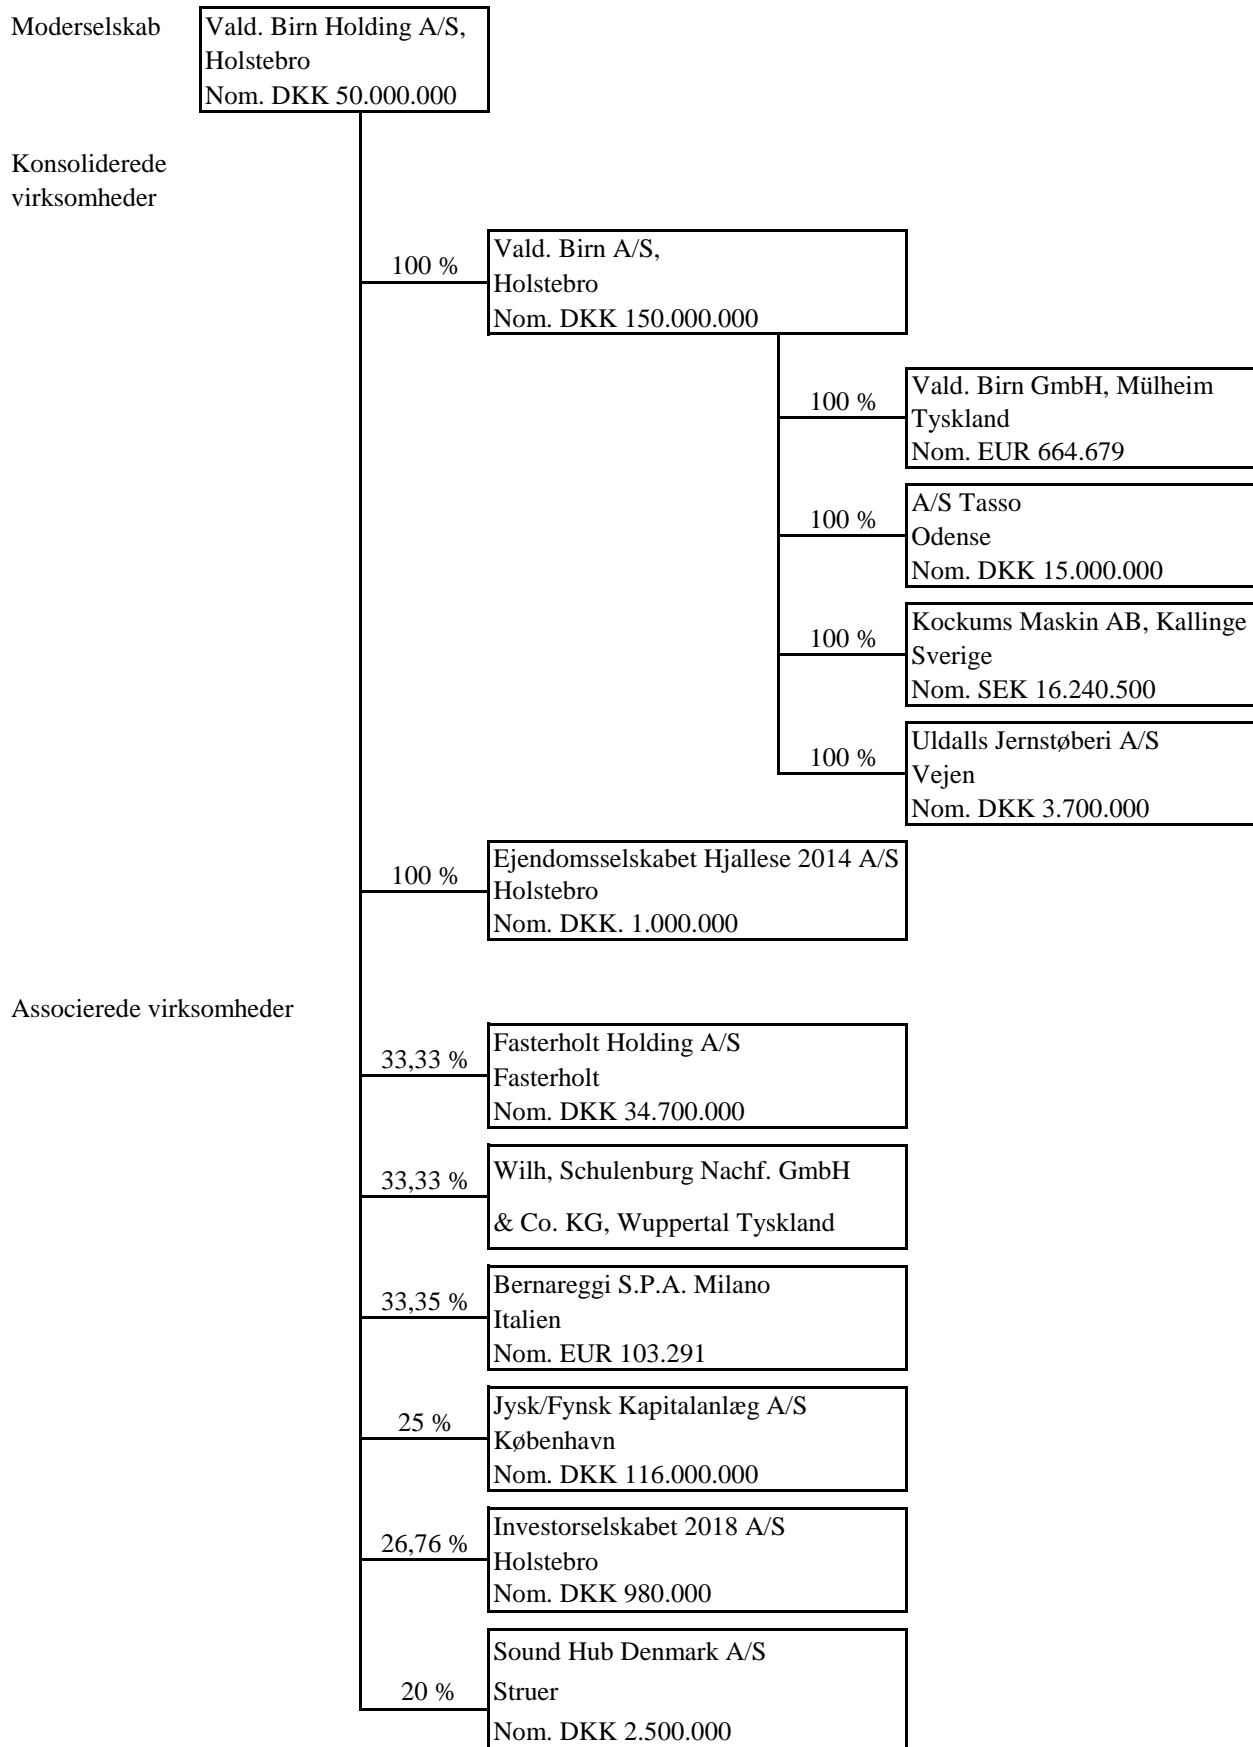 Moderselskab
Vald. Birn Holding A/S,
Holstebro
Nom. DKK 50.000.000
Konsoliderede
virksomheder
100 %
Vald. Birn A/S,
Holstebro
Nom. DKK 150.000.000
100 %
Vald. Birn GmbH, Mülheim
Tyskland
Nom. EUR 664.679
100 %
A/S Tasso
Odense
Nom. DKK 15.000.000
100 %
Kockums Maskin AB, Kallinge
Sverige
Nom. SEK 16.240.500
100 %
Uldalls Jernstøberi A/S
Vejen
Nom. DKK 3.700.000
100 %
Ejendomsselskabet Hjallese 2014 A/S
Holstebro
Nom. DKK. 1.000.000
Associerede virksomheder
33,33 %
Fasterholt Holding A/S
Fasterholt
Nom. DKK 34.700.000
33,33 %
Wilh, Schulenburg Nachf. GmbH
& Co. KG, Wuppertal Tyskland
33,35 %
Bernareggi S.P.A. Milano
Italien
Nom. EUR 103.291
25 %
Jysk/Fynsk Kapitalanlæg A/S
København
Nom. DKK 116.000.000
26,76 %
Investorselskabet 2018 A/S
Holstebro
Nom. DKK 980.000
20 %
Sound Hub Denmark A/S
Struer
Nom. DKK 2.500.000